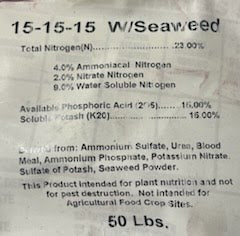 15-15-15 W/Seaweed
Total Nitrogen(N) 23.00%
4.0% Ammoniacal Nitrogen
2.0% Nitrate Nitrogen
9.0% Water Soluble Nitrogen
Available Phosphoric Acid 15.00%
Soluble Potash (K20) 15.00%
from: Ammonium Sulfate, Urea, Blood
Meal, Ammonium Phosphate, Potassium Nitrate
Sulfate of Potash, Seaweed Powder.
This Product intended for plant nutrition and not
for pest destruction. Not intended for
Agricultural Food Crop Sites.
50 Lbs.